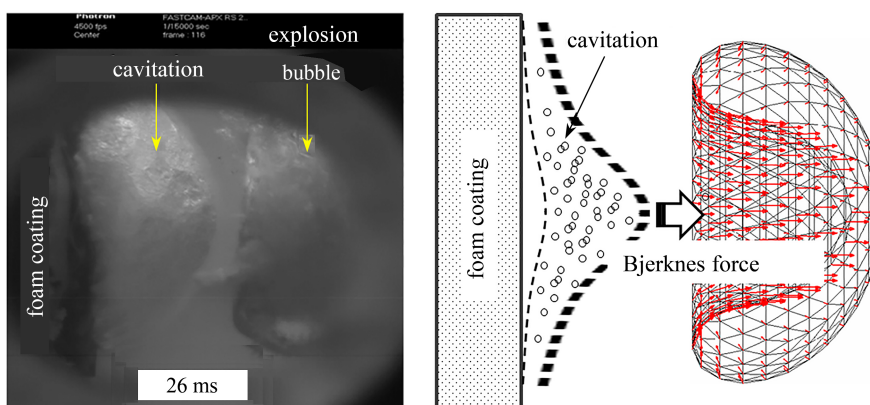 Photron
FASTCAM-APX RS 2...
4500 fps
1/15000 sec
Center
frame : 116
explosion
cavitation
bubble
foam coating
26 ms
cavitation
foam coating
Bjerknes force